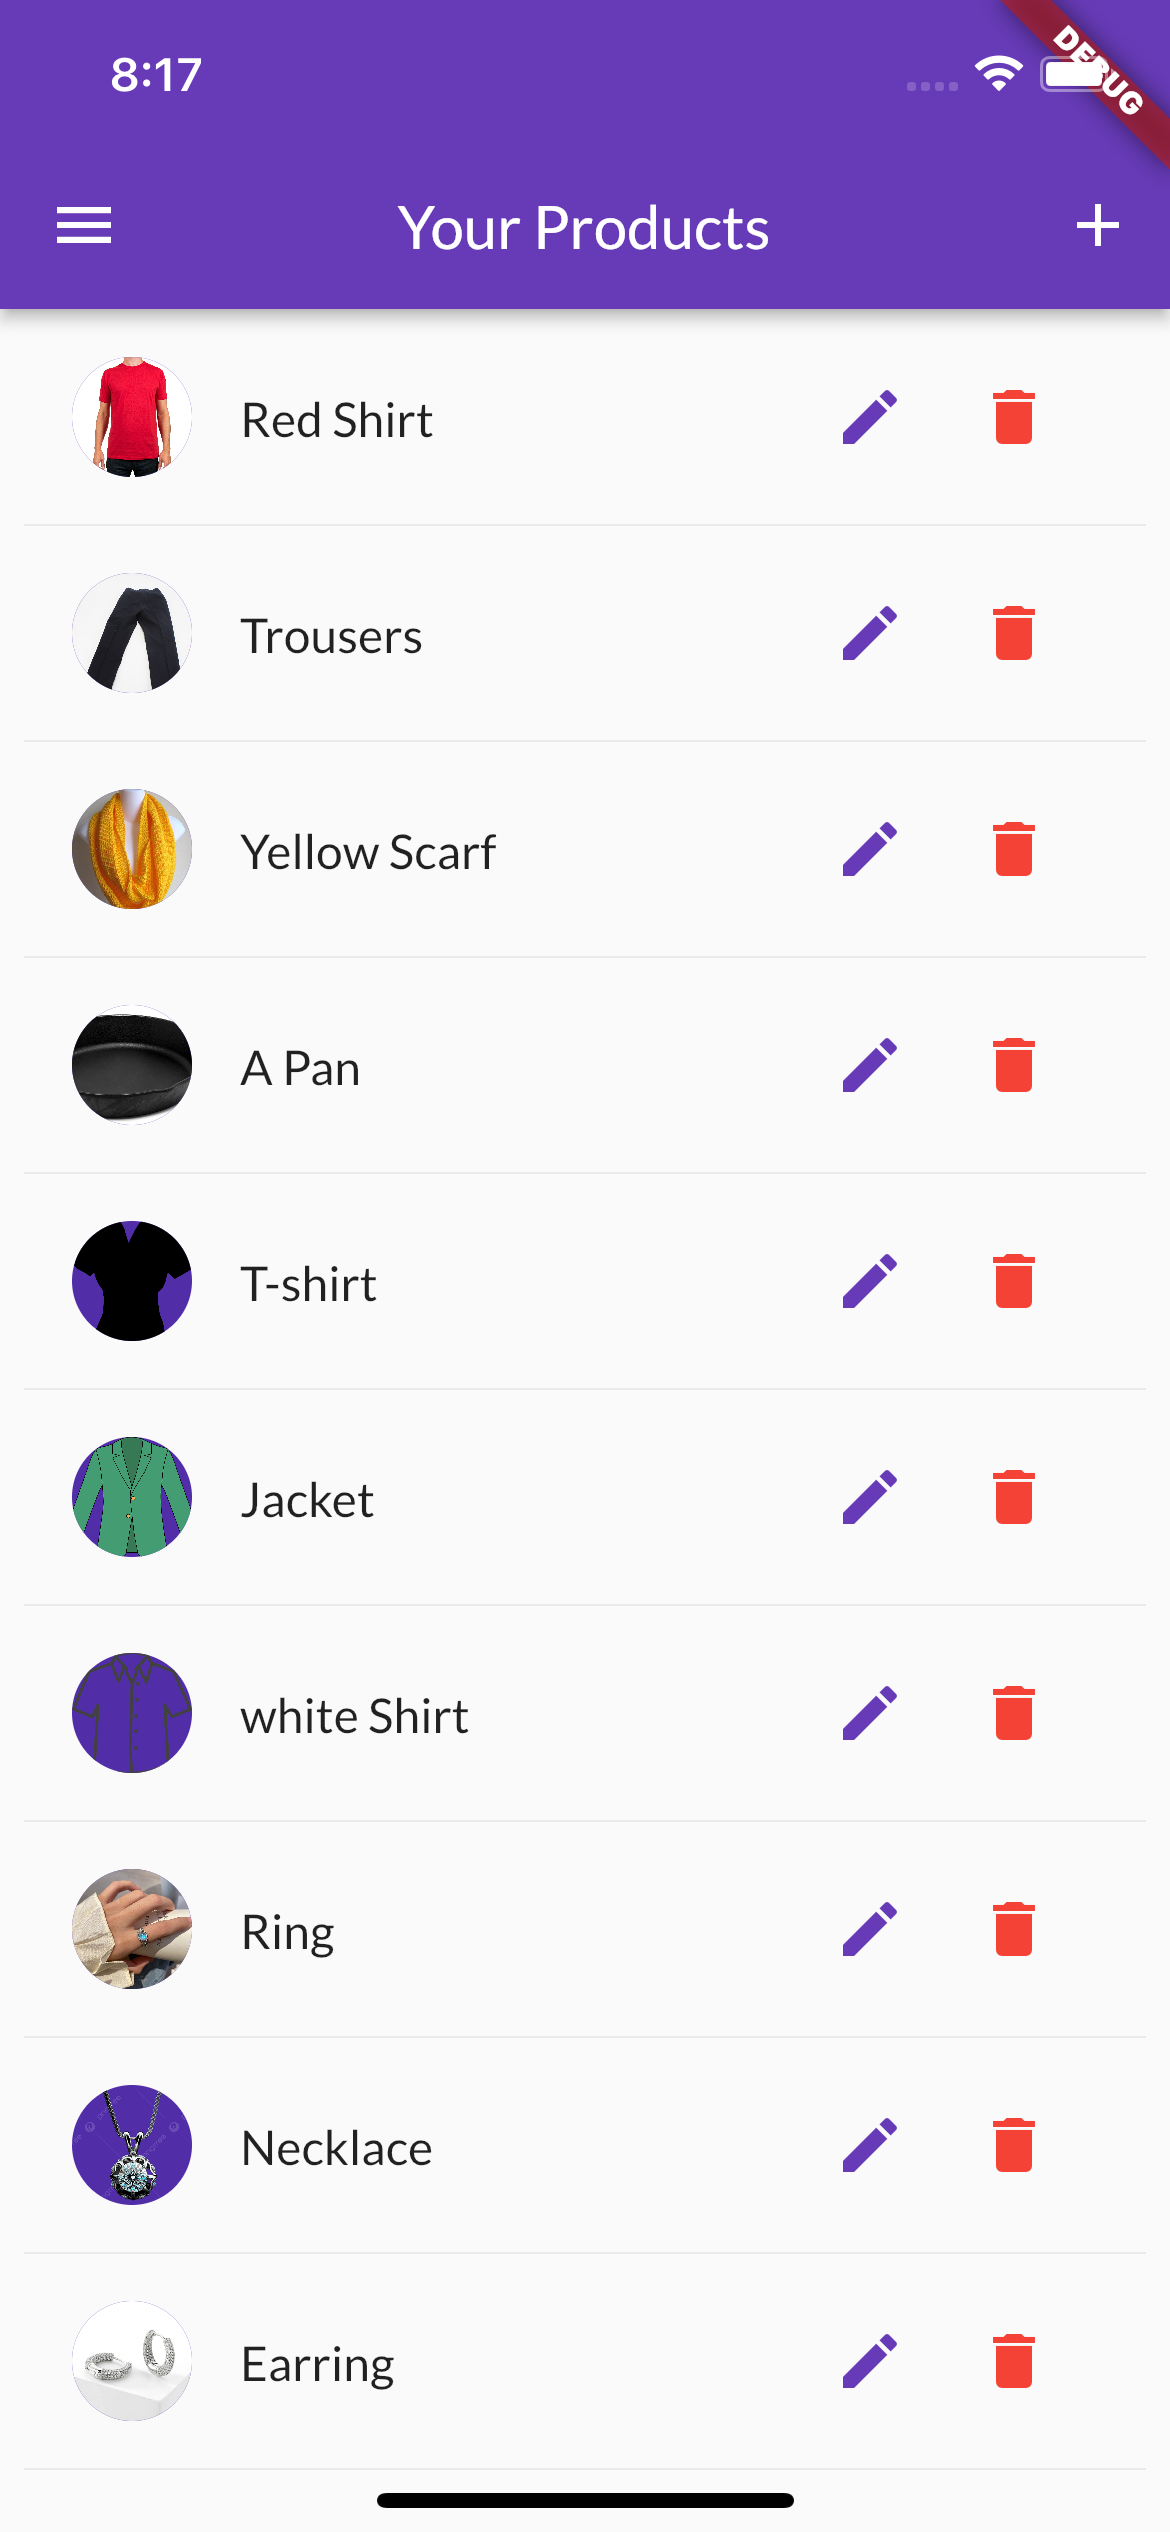 8:17
DEBUG
Your Products
Red Shirt
Trousers
Yellow Scarf
A Pan
T-shirt
Jacket
white Shirt
Ring
Necklace
Earring